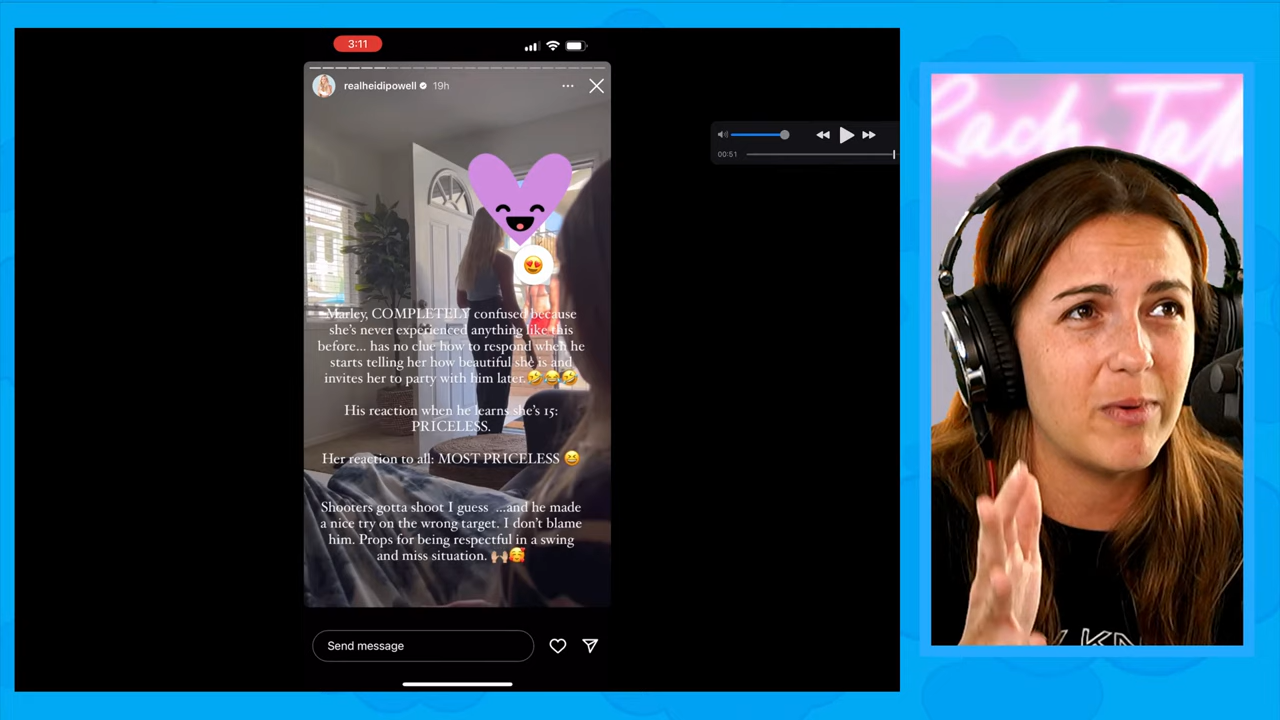 3:11
realheidipowell 19h
Marley, COMPLETELY confused because
she's never experienced anything like this
before... has no clue how to respond when he
starts telling her how beautiful she is and
invites her to party with him later.🤣😂🤣
His reaction when he learns she's 15:
PRICELESS.
Her reaction to all: MOST PRICELESS 😆
Shooters gotta shoot I guess ...and he made
a nice try on the wrong target. I don't blame
him. Props for being respectful in a swing
and miss situation. 🙌🏼🥰
Send message
00:51
Rach Talk